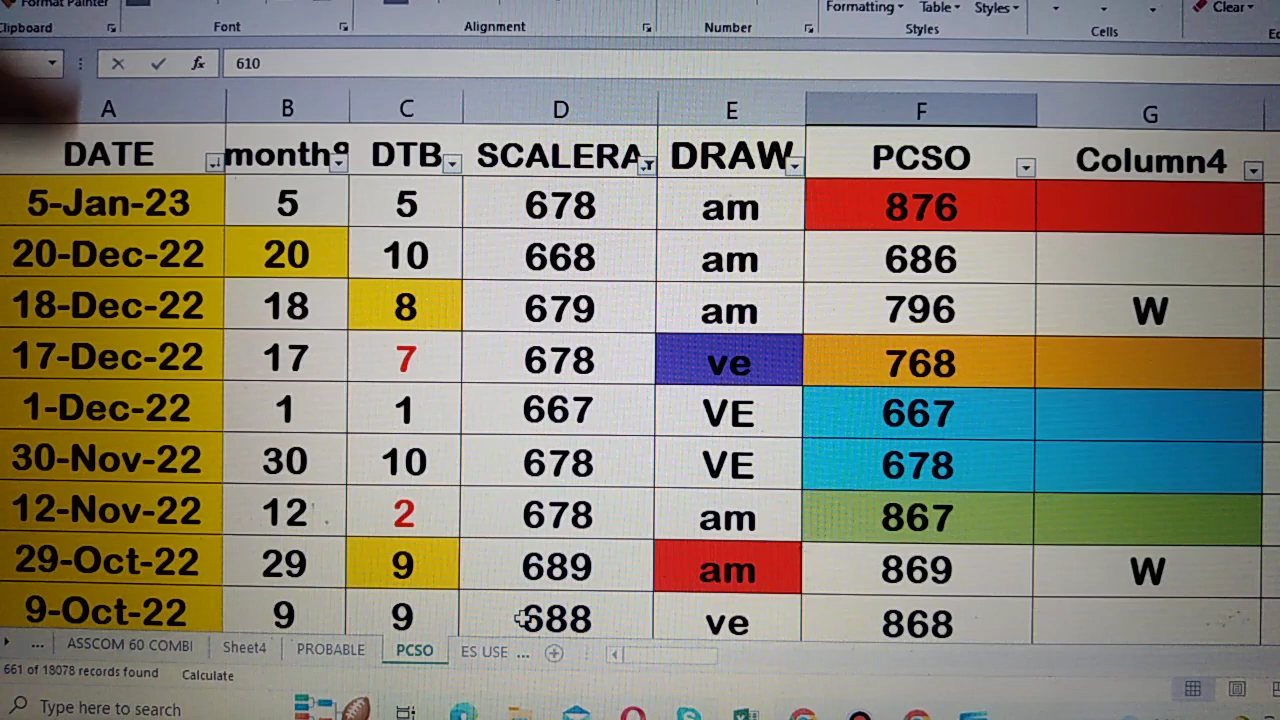 Format Painter
Formatting Table Styles Clear
Clipboard Font Alignment Number Styles Cells
fx 610
A B C D E F G
DATE month9 DTB SCALERA DRAW PCSO Column4
5-Jan-23 5 5 678 am 876
20-Dec-22 20 10 668 am 686
18-Dec-22 18 8 679 am 796 W
17-Dec-22 17 7 678 ve 768
1-Dec-22 1 1 667 VE 667
30-Nov-22 30 10 678 VE 678
12-Nov-22 12 2 678 am 867
29-Oct-22 29 9 689 am 869 W
9-Oct-22 9 9 688 ve 868
... ASSCOM 60 COMBI Sheet4 PROBABLE PCSO ES USE ...
661 of 18078 records found Calculate
Type here to search